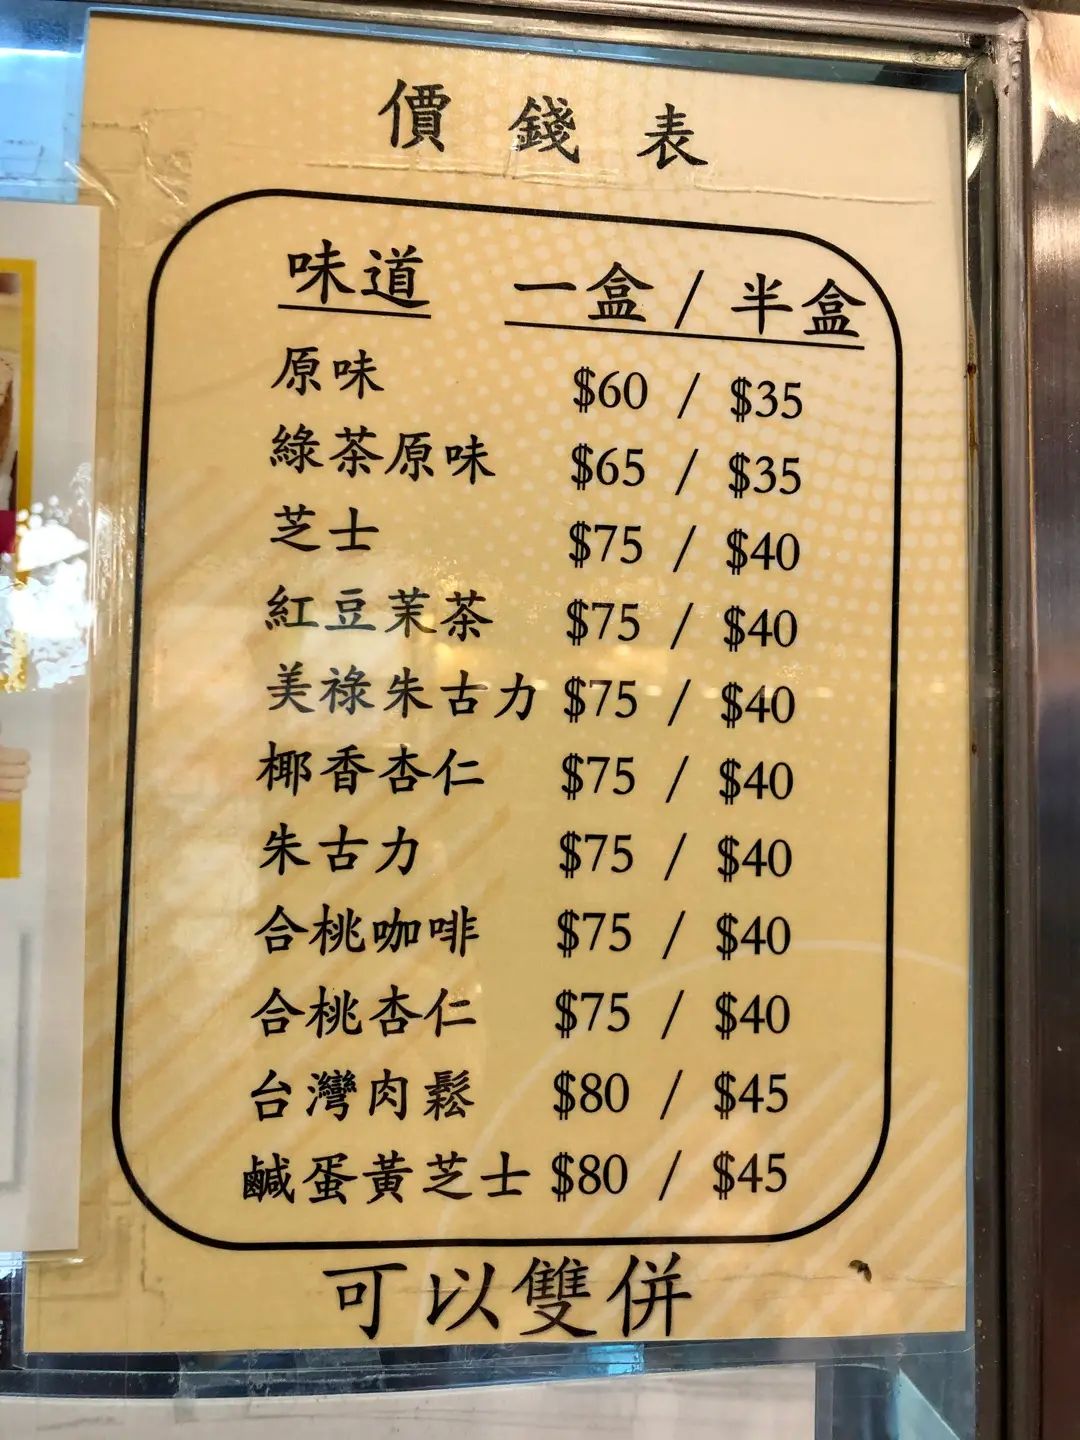 價錢表
味道 一盒 / 半盒
原味 $60 / $35
綠茶原味 $65 / $35
芝士 $75 / $40
紅豆茉茶 $75 / $40
美祿朱古力 $75 / $40
椰香杏仁 $75 / $40
朱古力 $75 / $40
合桃咖啡 $75 / $40
合桃杏仁 $75 / $40
台灣肉鬆 $80 / $45
鹹蛋黃芝士 $80 / $45
可以雙併